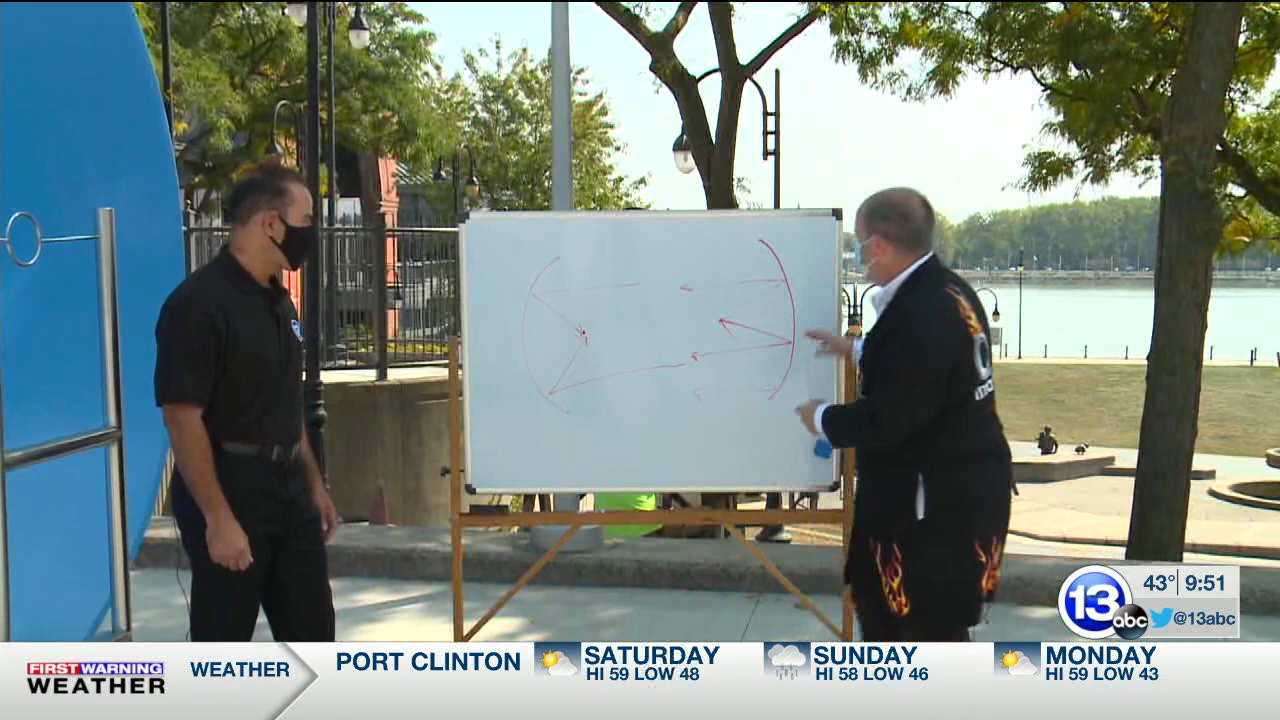 43° 9:51
13
abc
@13abc
FIRST WARNING
WEATHER
WEATHER
PORT CLINTON
SATURDAY
HI 59 LOW 48
SUNDAY
HI 58 LOW 46
MONDAY
HI 59 LOW 43